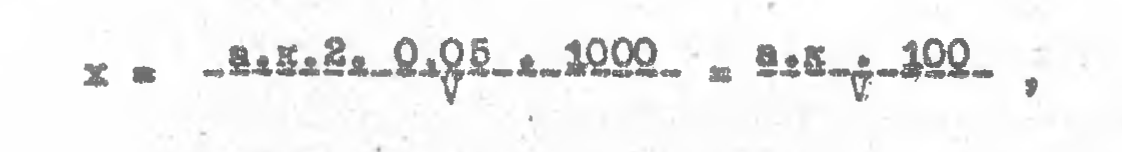 x = a.к.2. 0,05 . 1000 / V = a.к . 100 / V ,